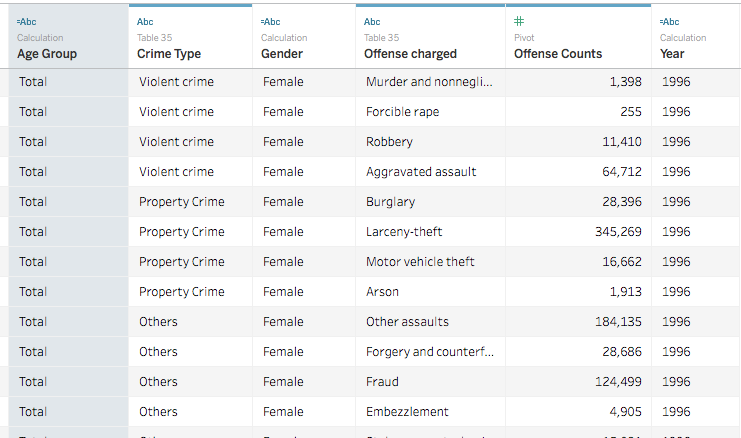 =Abc Abc =Abc Abc # =Abc
Calculation Table 35 Calculation Table 35 Pivot Calculation
Age Group Crime Type Gender Offense charged Offense Counts Year
Total Violent crime Female Murder and nonnegli... 1,398 1996
Total Violent crime Female Forcible rape 255 1996
Total Violent crime Female Robbery 11,410 1996
Total Violent crime Female Aggravated assault 64,712 1996
Total Property Crime Female Burglary 28,396 1996
Total Property Crime Female Larceny-theft 345,269 1996
Total Property Crime Female Motor vehicle theft 16,662 1996
Total Property Crime Female Arson 1,913 1996
Total Others Female Other assaults 184,135 1996
Total Others Female Forgery and counterf... 28,686 1996
Total Others Female Fraud 124,499 1996
Total Others Female Embezzlement 4,905 1996